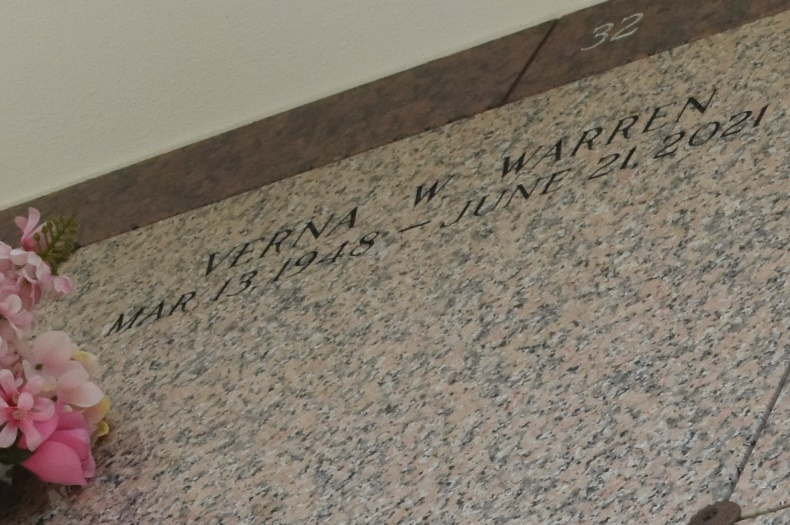 32
VERNA W. WARREN
MAR. 13, 1948 – JUNE 21, 2021